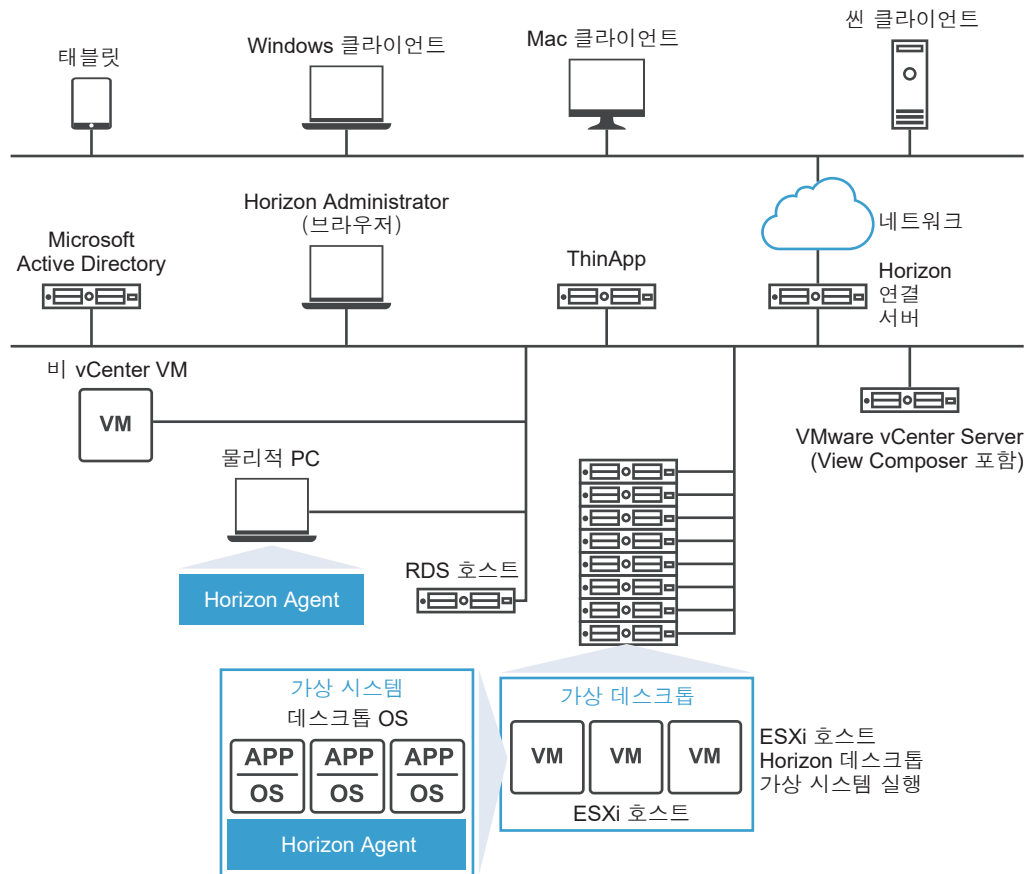 태블릿
Windows 클라이언트
Mac 클라이언트
씬 클라이언트
Microsoft
Active Directory
Horizon Administrator
(브라우저)
ThinApp
네트워크
Horizon
연결
서버
비 vCenter VM
VM
물리적 PC
Horizon Agent
RDS 호스트
VMware vCenter Server
(View Composer 포함)
가상 시스템
데스크톱 OS
APP
OS
APP
OS
APP
OS
Horizon Agent
가상 데스크톱
VM
VM
VM
ESXi 호스트
ESXi 호스트
Horizon 데스크톱
가상 시스템 실행